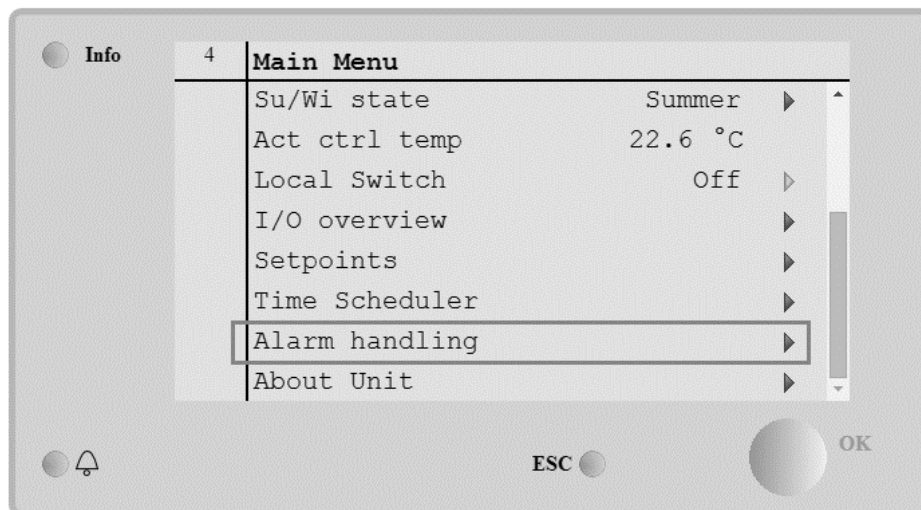 Info
4 Main Menu
Su/Wi state Summer
Act ctrl temp 22.6 °C
Local Switch Off
I/O overview
Setpoints
Time Scheduler
Alarm handling
About Unit
ESC
OK